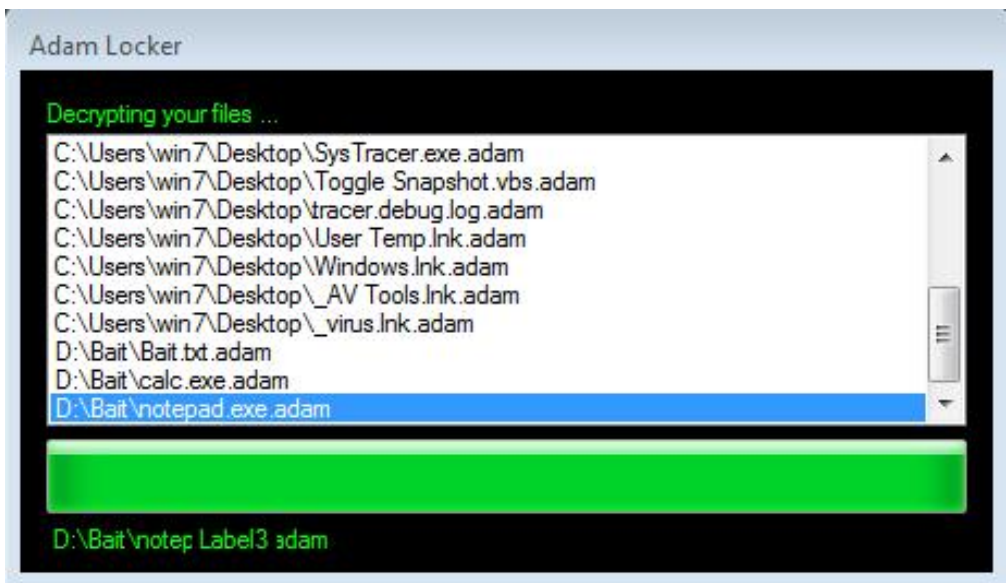 Adam Locker
Decrypting your files ...
C:\Users\win7\Desktop\SysTracer.exe.adam
C:\Users\win7\Desktop\Toggle Snapshot.vbs.adam
C:\Users\win7\Desktop\tracer.debug.log.adam
C:\Users\win7\Desktop\User Temp.lnk.adam
C:\Users\win7\Desktop\Windows.lnk.adam
C:\Users\win7\Desktop\_AV Tools.lnk.adam
C:\Users\win7\Desktop\_virus.lnk.adam
D:\Bait\Bait.txt.adam
D:\Bait\calc.exe.adam
D:\Bait\notepad.exe.adam
D:\Bait\notep Label3 adam